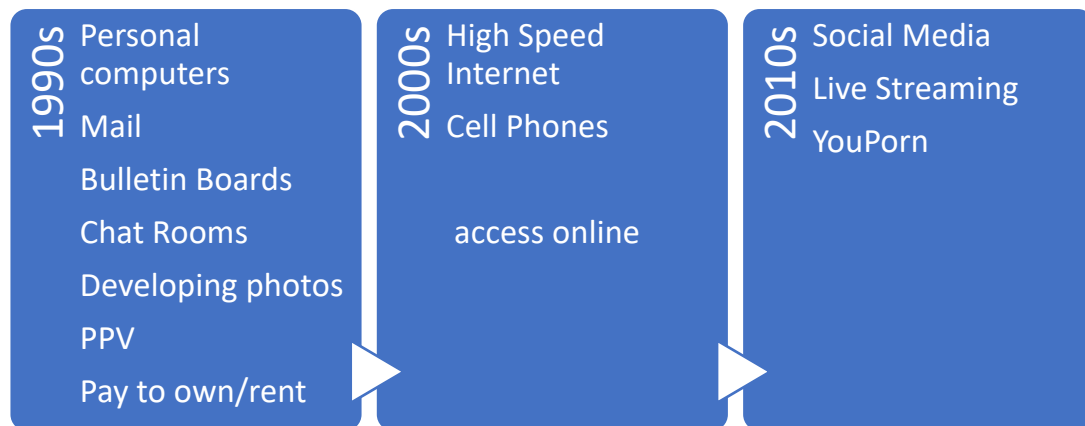 1990s
Personal
computers
Mail
Bulletin Boards
Chat Rooms
Developing photos
PPV
Pay to own/rent
2000s
High Speed
Internet
Cell Phones
access online
2010s
Social Media
Live Streaming
YouPorn